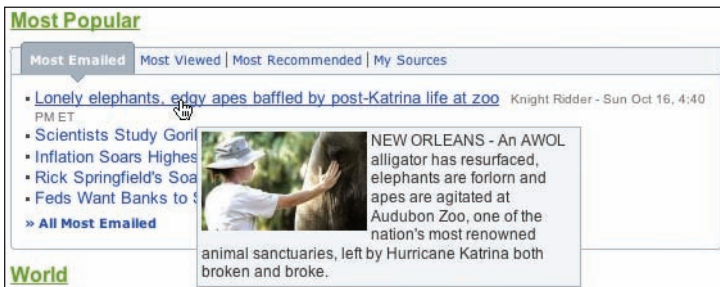 Most Popular
Most Emailed Most Viewed | Most Recommended | My Sources
▪ Lonely elephants, edgy apes baffled by post-Katrina life at zoo Knight Ridder - Sun Oct 16, 4:40
PM ET
▪ Scientists Study
▪ Inflation Soars
▪ Rick Springfield's
▪ Feds Want Banks to
» All Most Emailed
NEW ORLEANS - An AWOL
alligator has resurfaced,
elephants are forlorn and
apes are agitated at
Audubon Zoo, one of the
nation's most renowned
animal sanctuaries, left by Hurricane Katrina both
broken and broke.
World